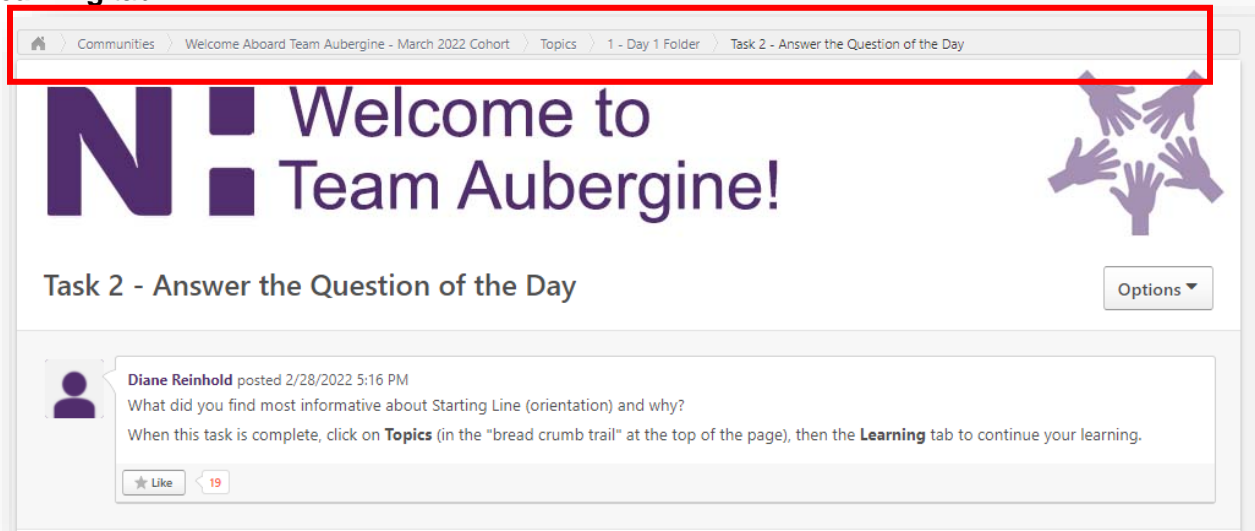 Communities Welcome Aboard Team Aubergine - March 2022 Cohort Topics 1 - Day 1 Folder Task 2 - Answer the Question of the Day
N
Welcome to
Team Aubergine!
Task 2 - Answer the Question of the Day
Options
Diane Reinhold posted 2/28/2022 5:16 PM
What did you find most informative about Starting Line (orientation) and why?
When this task is complete, click on Topics (in the "bread crumb trail" at the top of the page), then the Learning tab to continue your learning.
Like 19